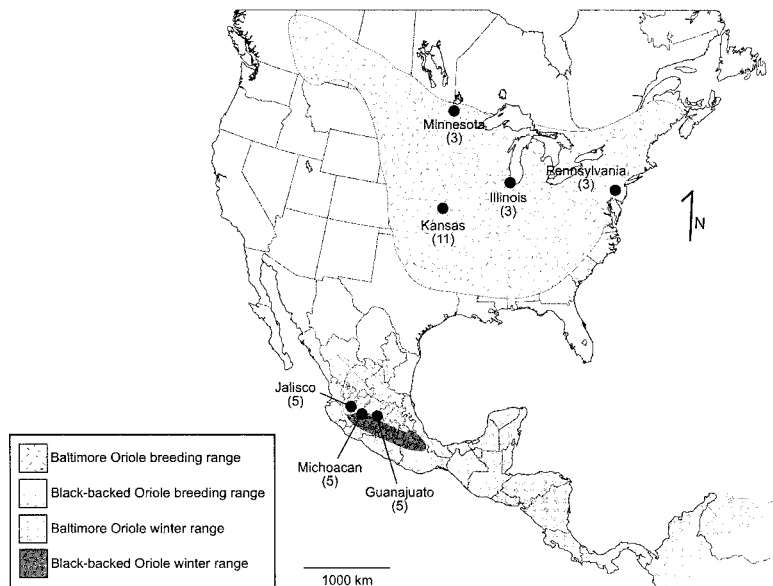 Minnesota
(3)
Pennsylvania
(3)
Illinois
(3)
Kansas
(11)
N
Jalisco
(5)
Michoacan
(5)
Guanajuato
(5)
Baltimore Oriole breeding range
Black-backed Oriole breeding range
Baltimore Oriole winter range
Black-backed Oriole winter range
1000 km